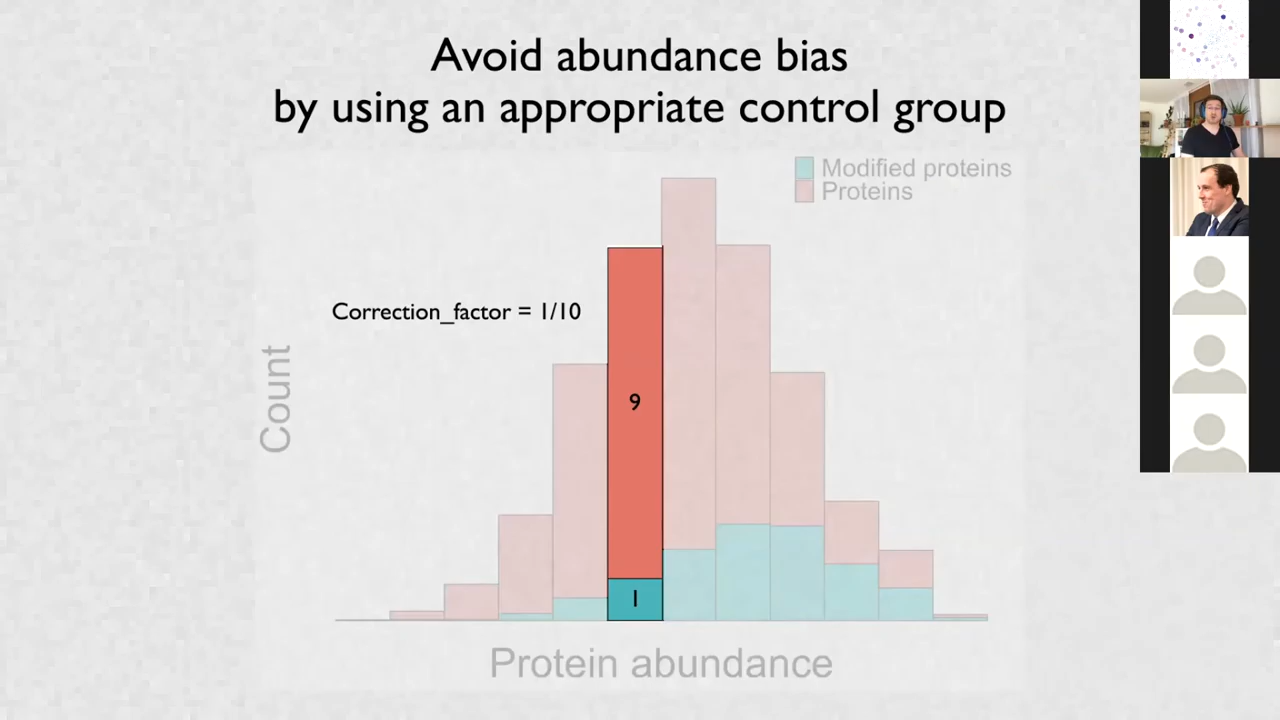 Avoid abundance bias
by using an appropriate control group
Modified proteins
Proteins
Correction_factor = 1/10
Count
9
1
Protein abundance